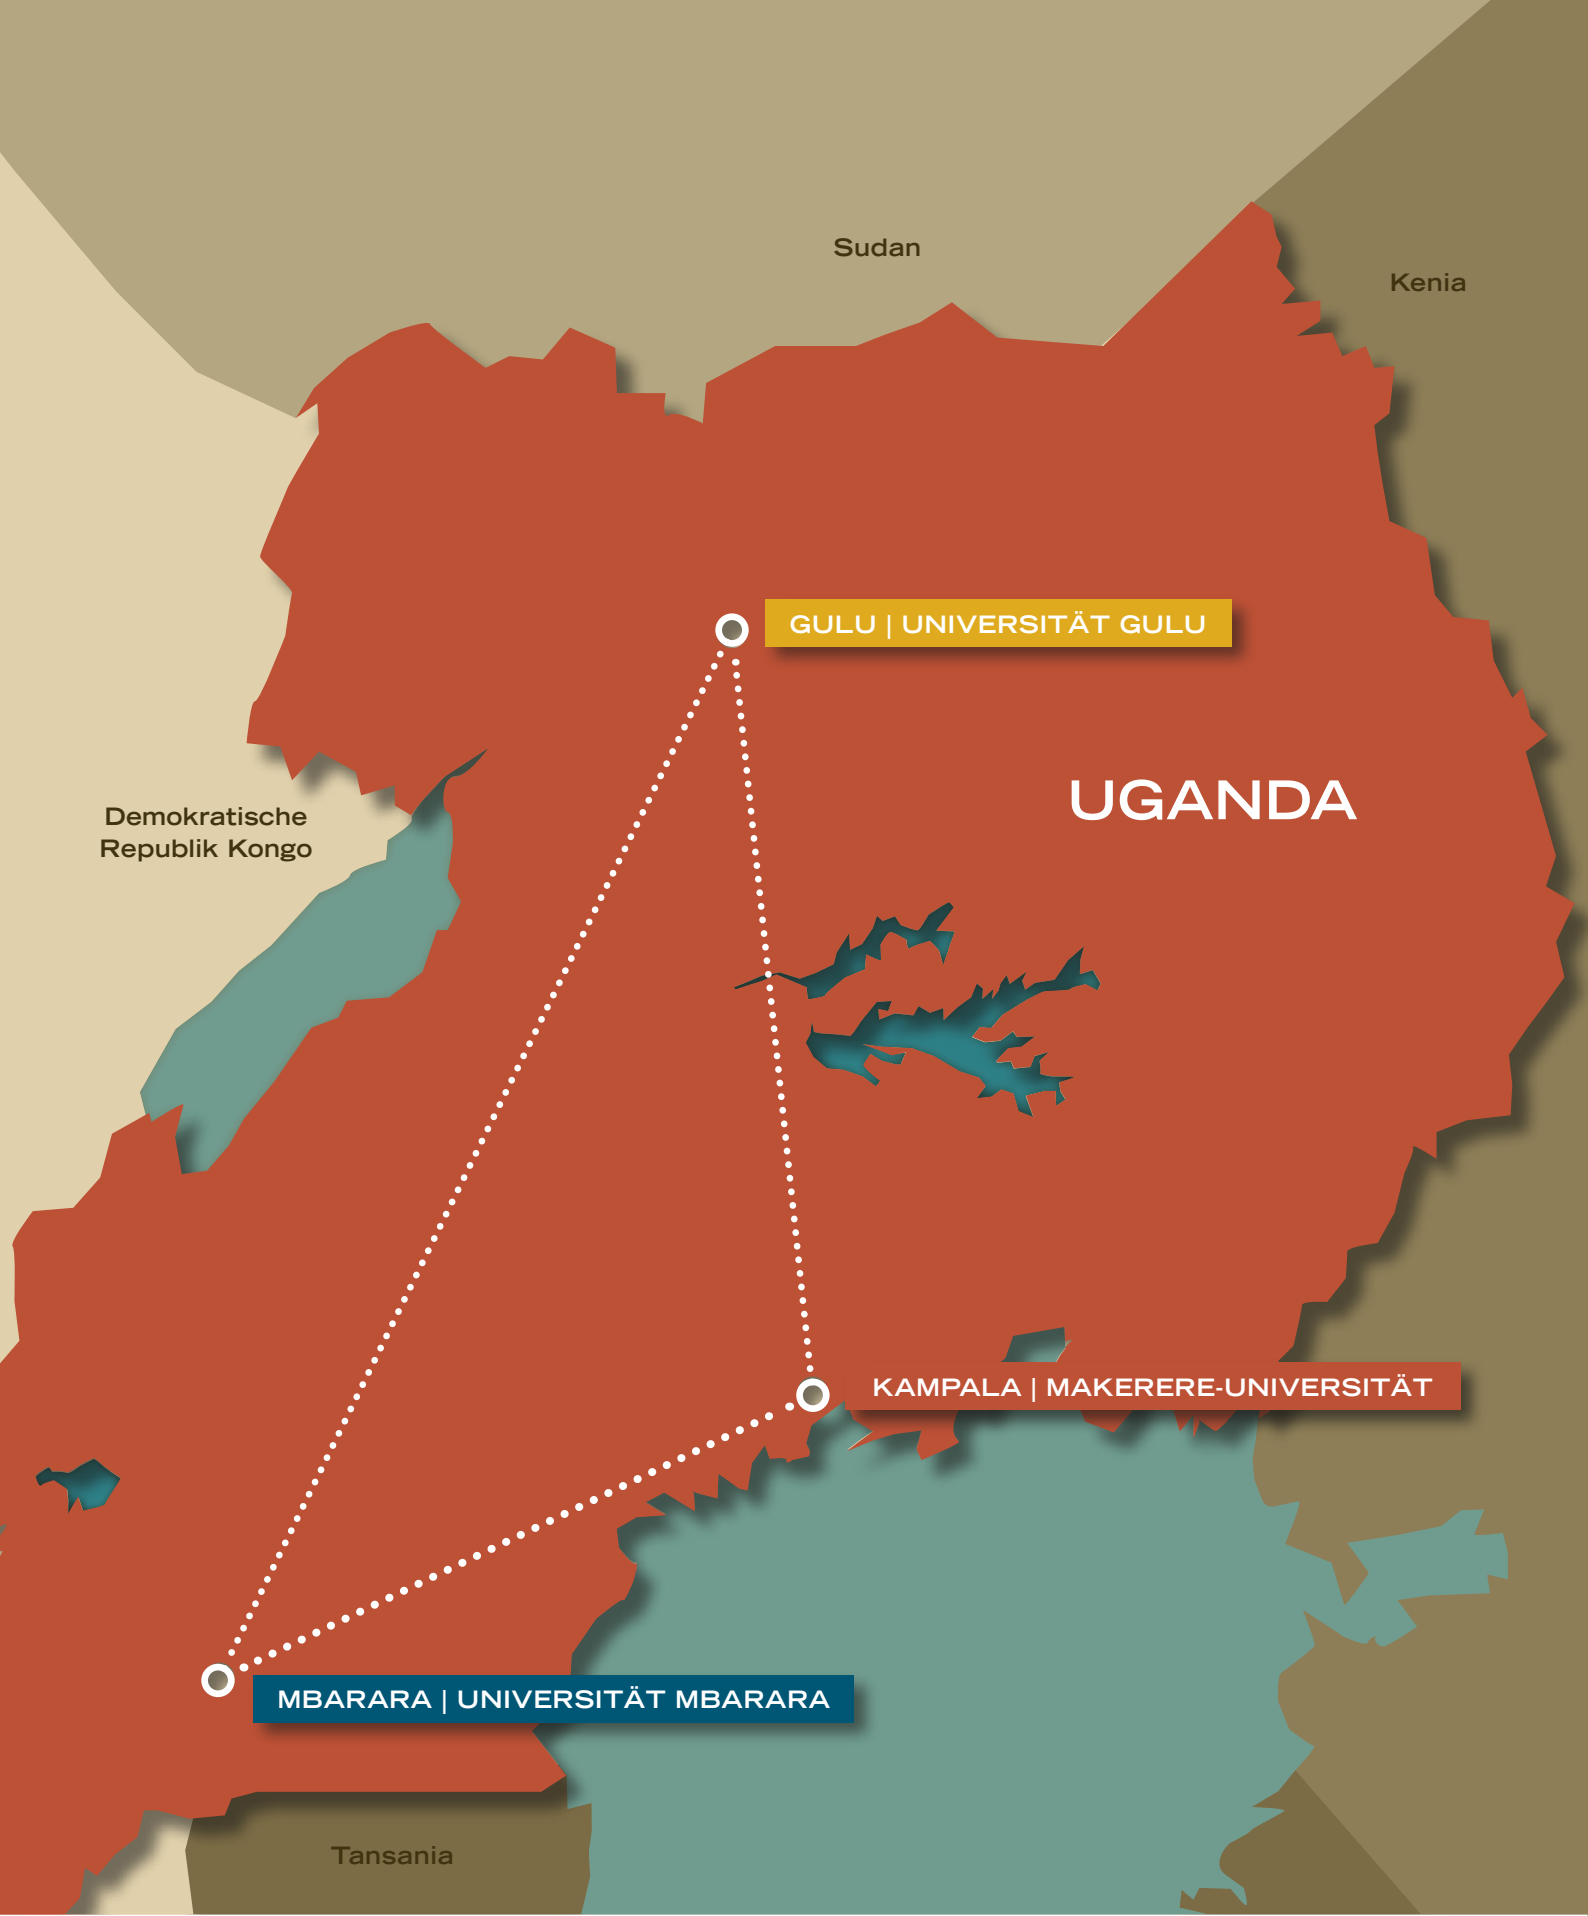 Sudan
Kenia
GULU | UNIVERSITÄT GULU
UGANDA
Demokratische
Republik Kongo
KAMPALA | MAKERERE-UNIVERSITÄT
MBARARA | UNIVERSITÄT MBARARA
Tansania